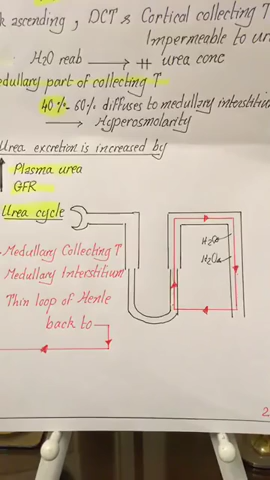 k ascending, DCT & Cortical collecting T
Impermeable to ur
H₂O reab → ⧺ urea conc
edullary part of collecting T.
40%-60% diffuses to medullary interstitiu
→ Hyperosmolarity
Urea excretion is increased by
Plasma urea
GFR
Urea cycle
Medullary Collecting T
Medullary Interstitium
Thin loop of Henle
back to
H₂O
H₂O
2